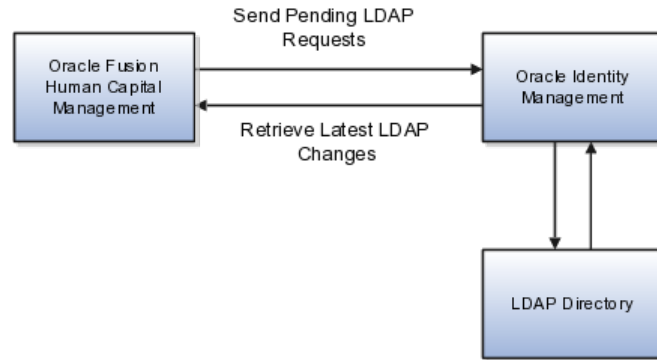 Send Pending LDAP
Requests
Oracle Fusion
Human Capital
Management
Oracle Identity
Management
Retrieve Latest LDAP
Changes
LDAP Directory